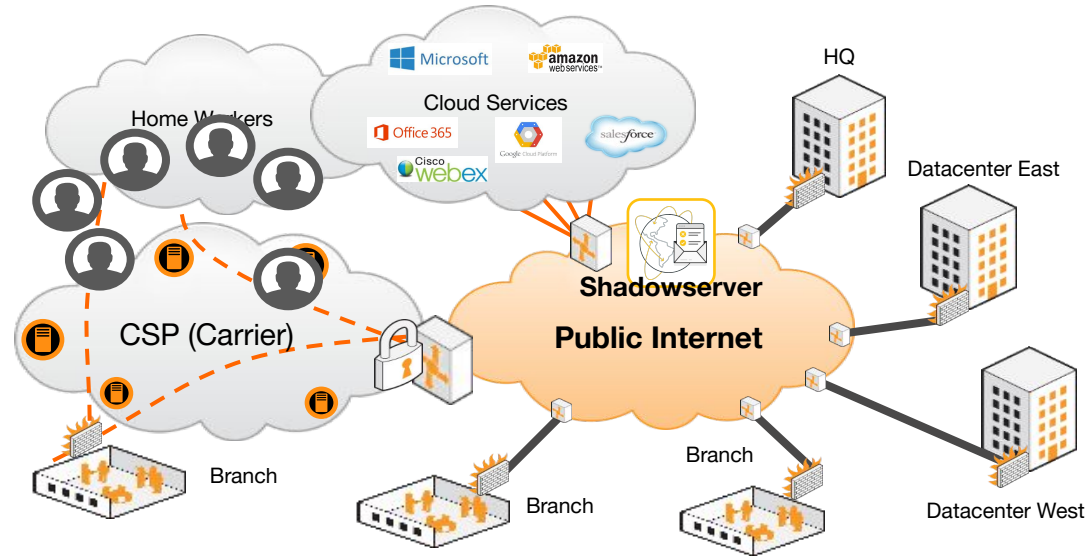 Microsoft
amazon
web services™
HQ
Cloud Services
Home Workers
Office 365
Google Cloud Platform
salesforce
Cisco
webex
Datacenter East
Shadowserver
Public Internet
CSP (Carrier)
Branch
Branch
Branch
Datacenter West